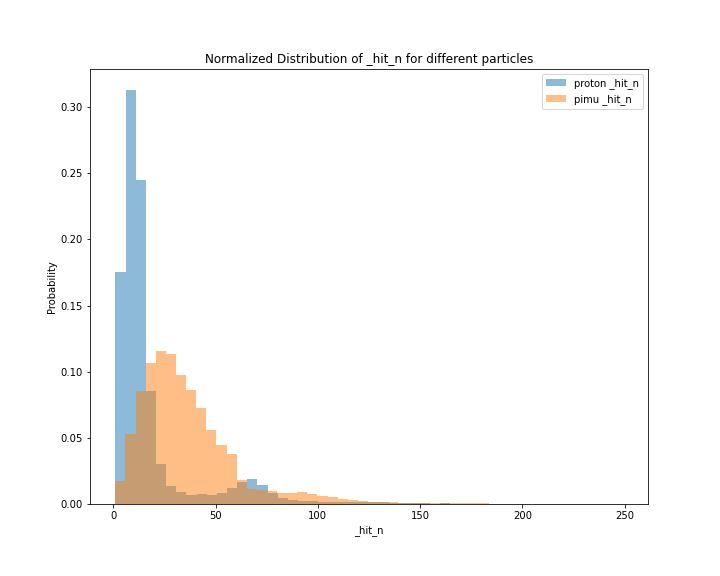 Normalized Distribution of _hit_n for different particles
proton _hit_n
pimu _hit_n
0.30
0.25
0.20
0.15
0.10
0.05
0.00
Probability
0
50
100
150
200
250
_hit_n